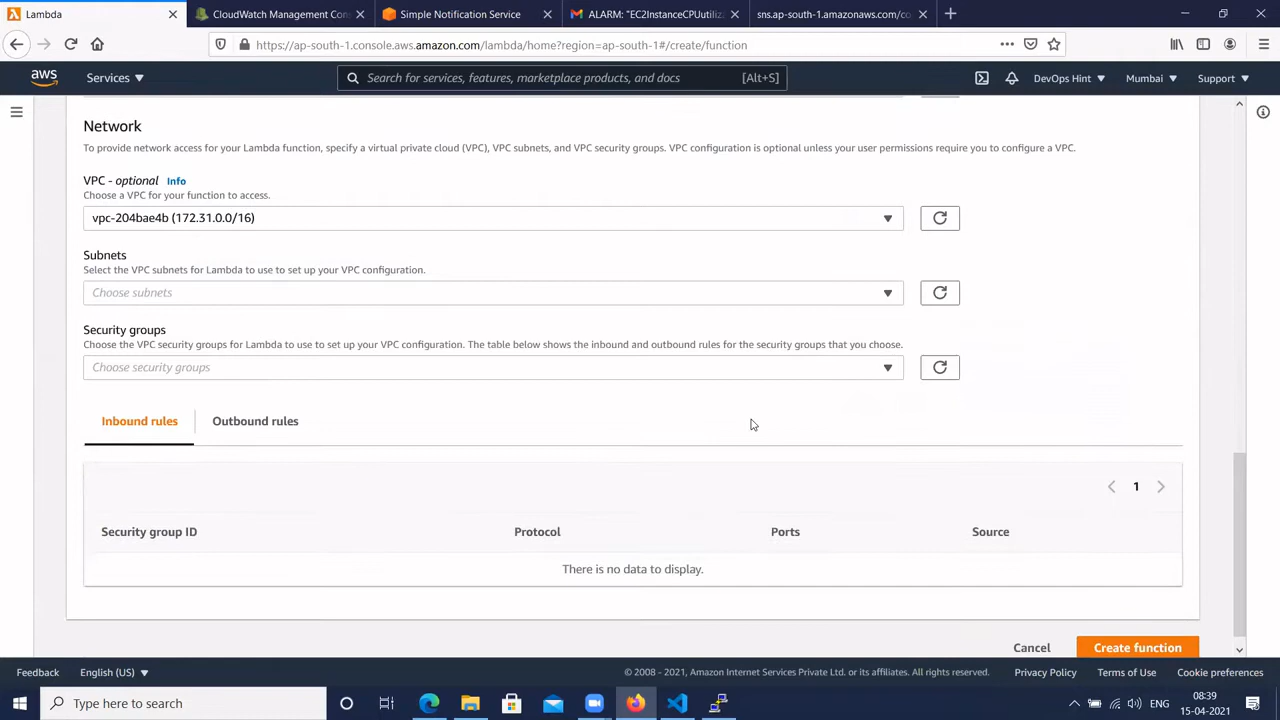 Lambda
CloudWatch Management Con
Simple Notification Service
ALARM: "EC2InstanceCPUutiliza
sns.ap-south-1.amazonaws.com/co
https://ap-south-1.console.aws.amazon.com/lambda/home?region=ap-south-1#/create/function
aws
Services
Search for services, features, marketplace products, and docs
[Alt+S]
DevOps Hint
Mumbai
Support
Network
To provide network access for your Lambda function, specify a virtual private cloud (VPC), VPC subnets, and VPC security groups. VPC configuration is optional unless your user permissions require you to configure a VPC.
VPC - optional Info
Choose a VPC for your function to access.
vpc-204bae4b (172.31.0.0/16)
Subnets
Select the VPC subnets for Lambda to use to set up your VPC configuration.
Choose subnets
Security groups
Choose the VPC security groups for Lambda to use to set up your VPC configuration. The table below shows the inbound and outbound rules for the security groups that you choose.
Choose security groups
Inbound rules
Outbound rules
1
Security group ID
Protocol
Ports
Source
There is no data to display.
Cancel
Create function
Feedback
English (US)
© 2008 - 2021, Amazon Internet Services Private Ltd. or its affiliates. All rights reserved.
Privacy Policy
Terms of Use
Cookie preferences
Type here to search
ENG
08:39
15-04-2021